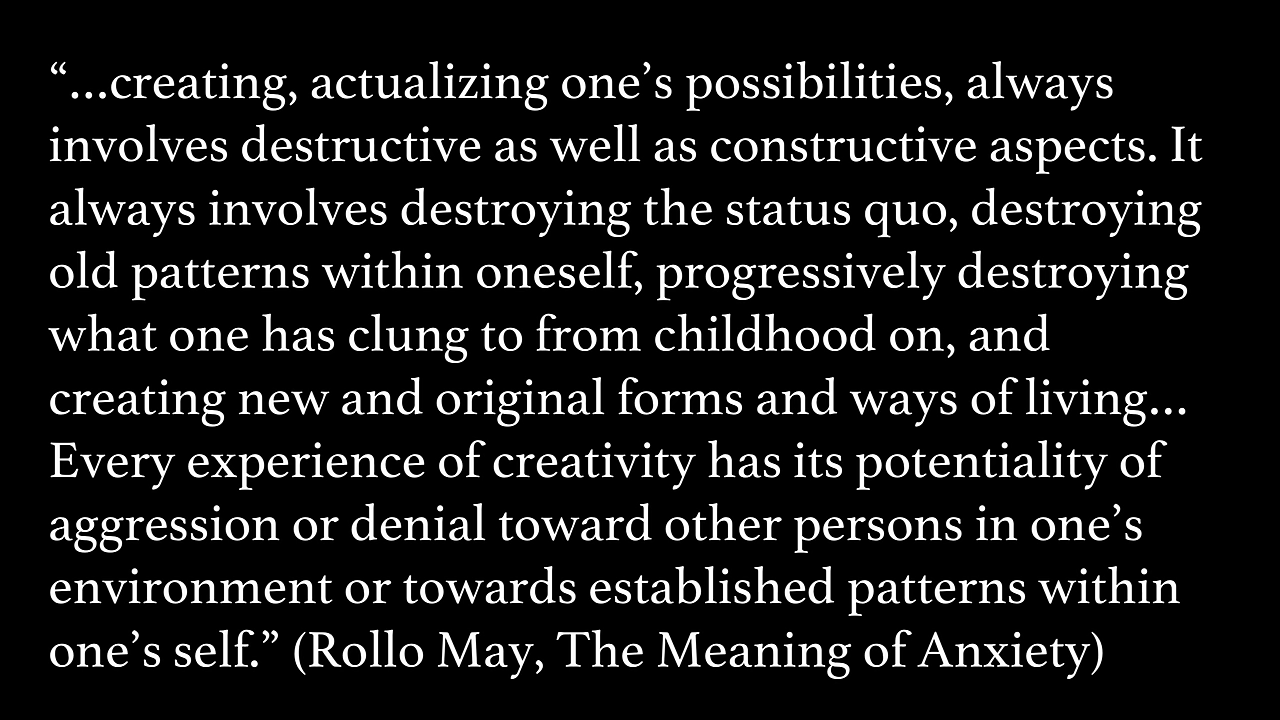 “...creating, actualizing one’s possibilities, always
involves destructive as well as constructive aspects. It
always involves destroying the status quo, destroying
old patterns within oneself, progressively destroying
what one has clung to from childhood on, and
creating new and original forms and ways of living...
Every experience of creativity has its potentiality of
aggression or denial toward other persons in one’s
environment or towards established patterns within
one’s self.” (Rollo May, The Meaning of Anxiety)